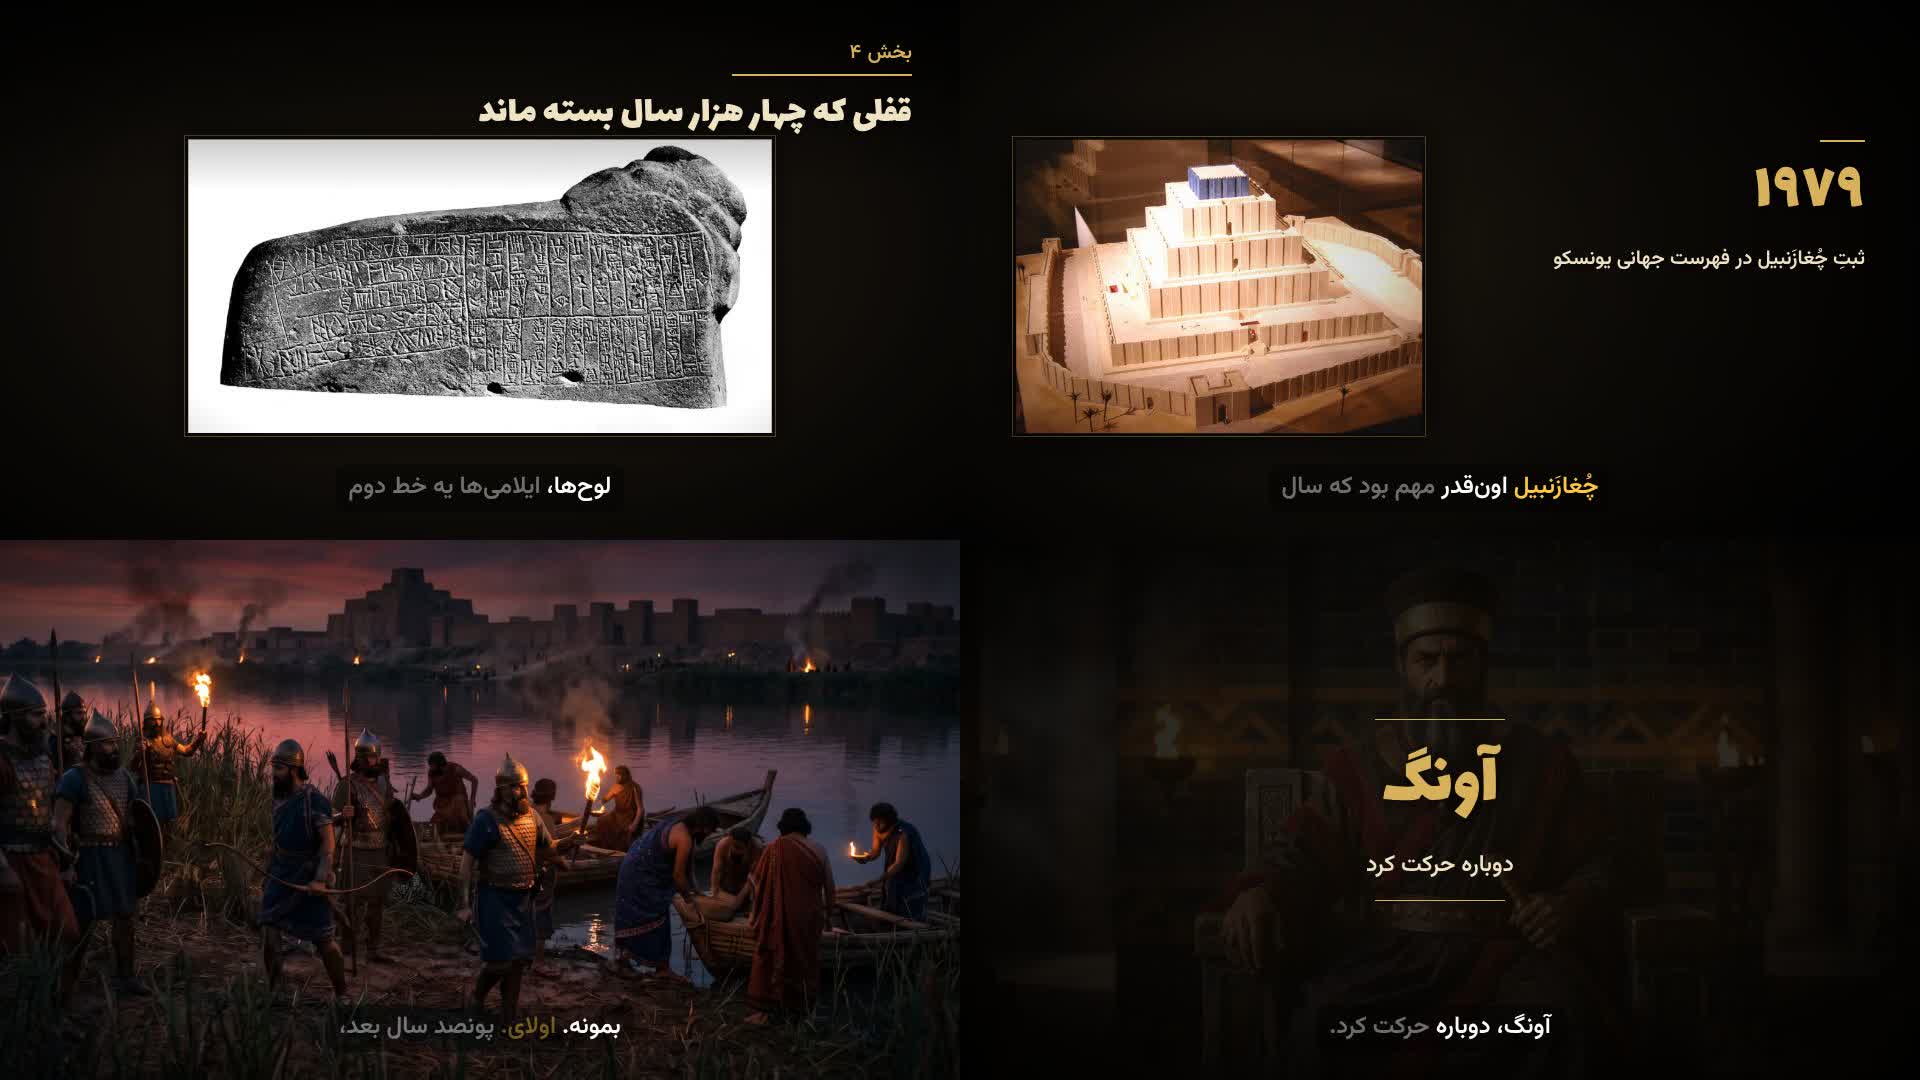 بخش ۴
قفلی که چهار هزار سال بسته ماند
لوح‌ها، ایلامی‌ها یه خط دوم
۱۹۷۹
ثبتِ چُغازَنبیل در فهرست جهانی یونسکو
چُغازَنبیل اون‌قدر مهم بود که سال
بمونه. اولای. پونصد سال بعد،
آونگ
دوباره حرکت کرد
آونگ، دوباره حرکت کرد.